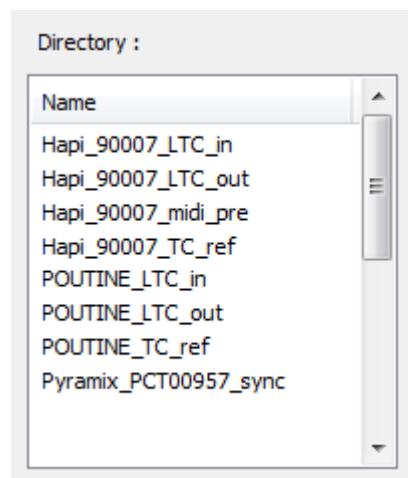 Directory :
Name
Hapi_90007_LTC_in
Hapi_90007_LTC_out
Hapi_90007_midi_pre
Hapi_90007_TC_ref
POUTINE_LTC_in
POUTINE_LTC_out
POUTINE_TC_ref
Pyramix_PCT00957_sync